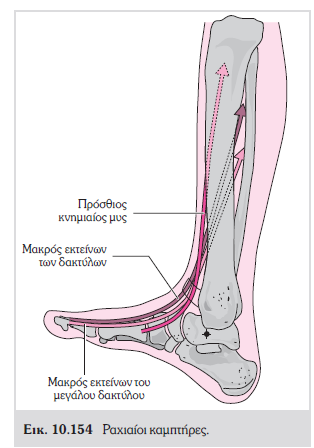 Πρόσθιος
κνημιαίος μυς
Μακρός εκτείνων
των δακτύλων
Μακρός εκτείνων του
μεγάλου δακτύλου
Εικ. 10.154 Ραχιαίοι καμπτήρες.